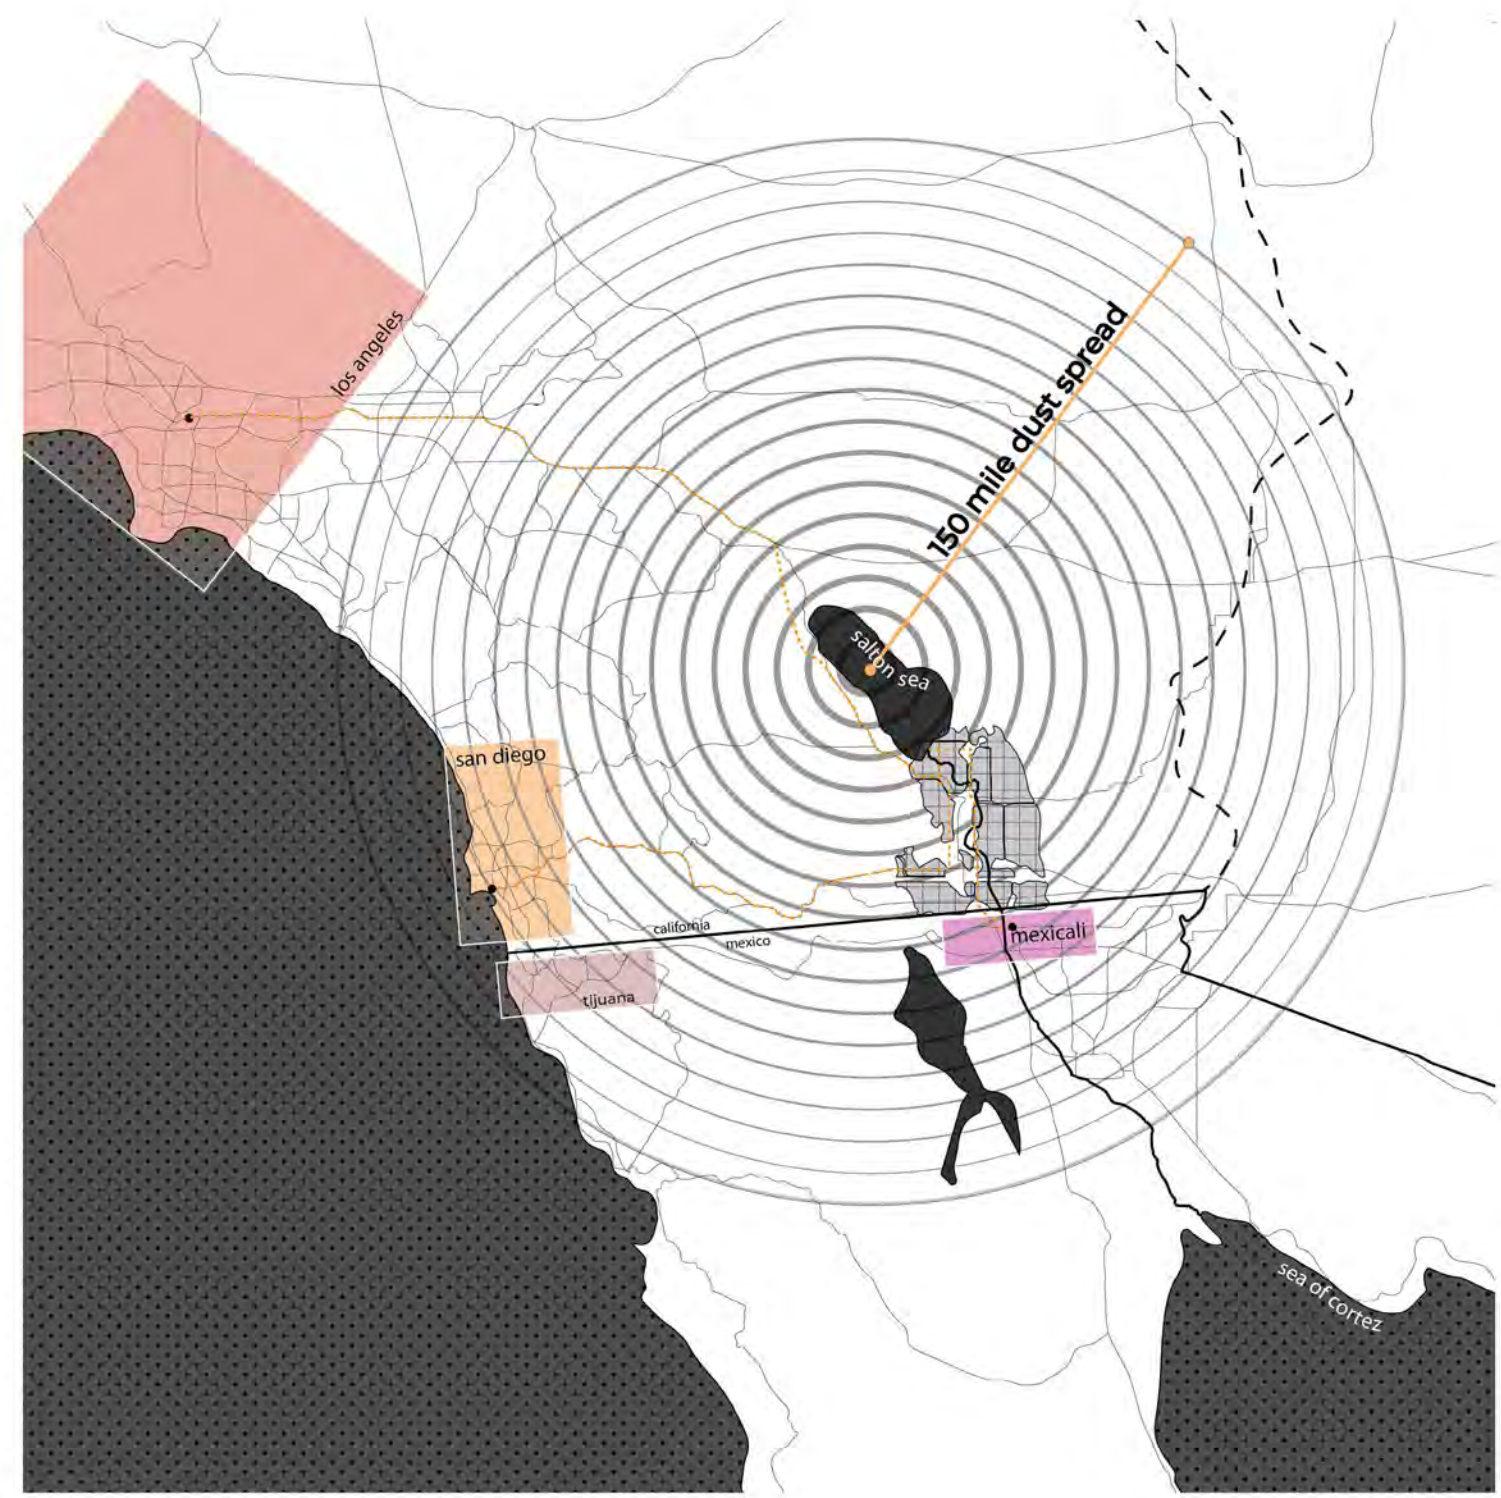 los angeles
150 mile dust spread
salton sea
san diego
california
mexico
mexicali
tijuana
sea of cortez